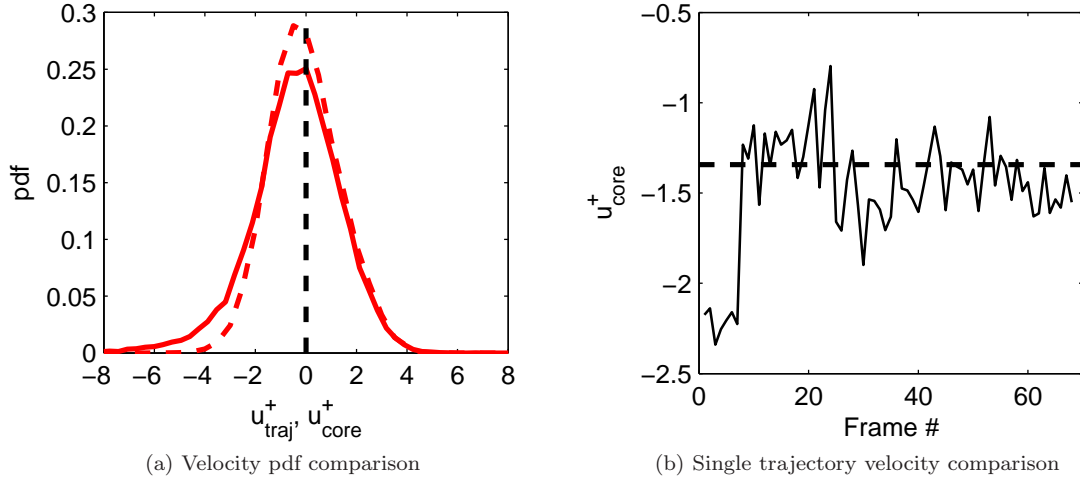 0.3
0.25
0.2
0.15
0.1
0.05
0
pdf
−8 −6 −4 −2 0 2 4 6 8
u⁺traj, u⁺core
(a) Velocity pdf comparison
−0.5
−1
−1.5
−2
−2.5
u⁺core
0 20 40 60
Frame #
(b) Single trajectory velocity comparison